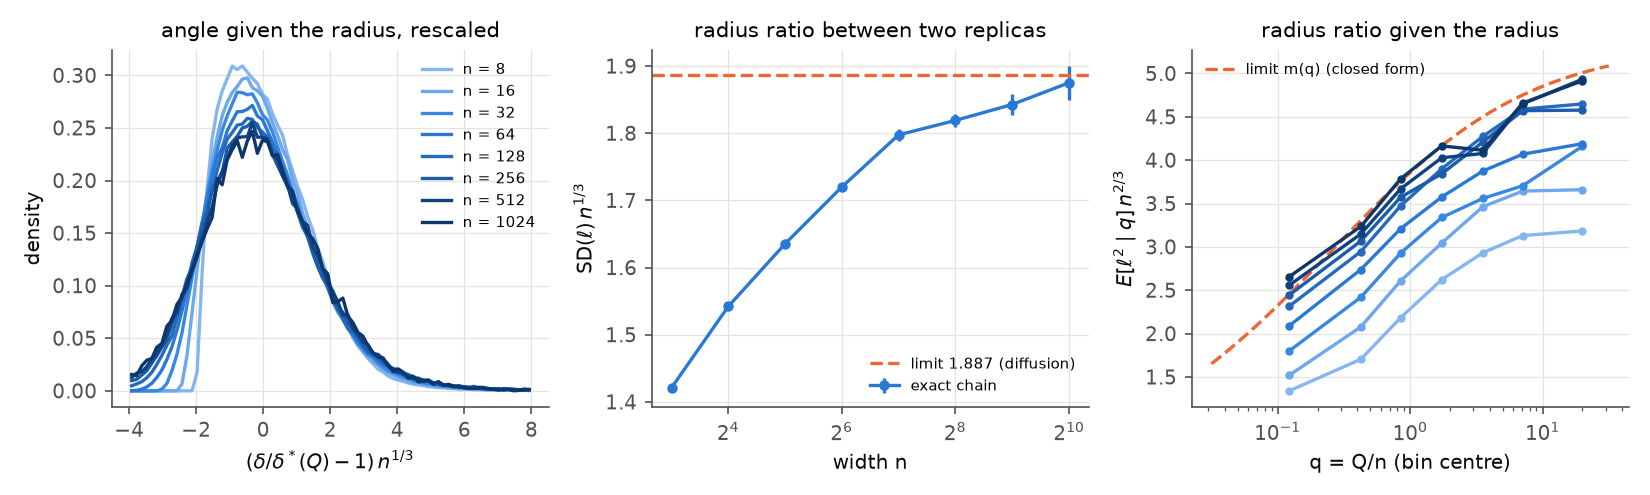 angle given the radius, rescaled
density
0.30
0.25
0.20
0.15
0.10
0.05
0.00
−4
−2
0
2
4
6
8
(δ/δ*(Q) − 1) n^{1/3}
n = 8
n = 16
n = 32
n = 64
n = 128
n = 256
n = 512
n = 1024
radius ratio between two replicas
SD(ℓ) n^{1/3}
1.9
1.8
1.7
1.6
1.5
1.4
2^4
2^6
2^8
2^{10}
width n
limit 1.887 (diffusion)
exact chain
radius ratio given the radius
E[ℓ^2 | q] n^{2/3}
5.0
4.5
4.0
3.5
3.0
2.5
2.0
1.5
10^{−1}
10^0
10^1
q = Q/n (bin centre)
limit m(q) (closed form)